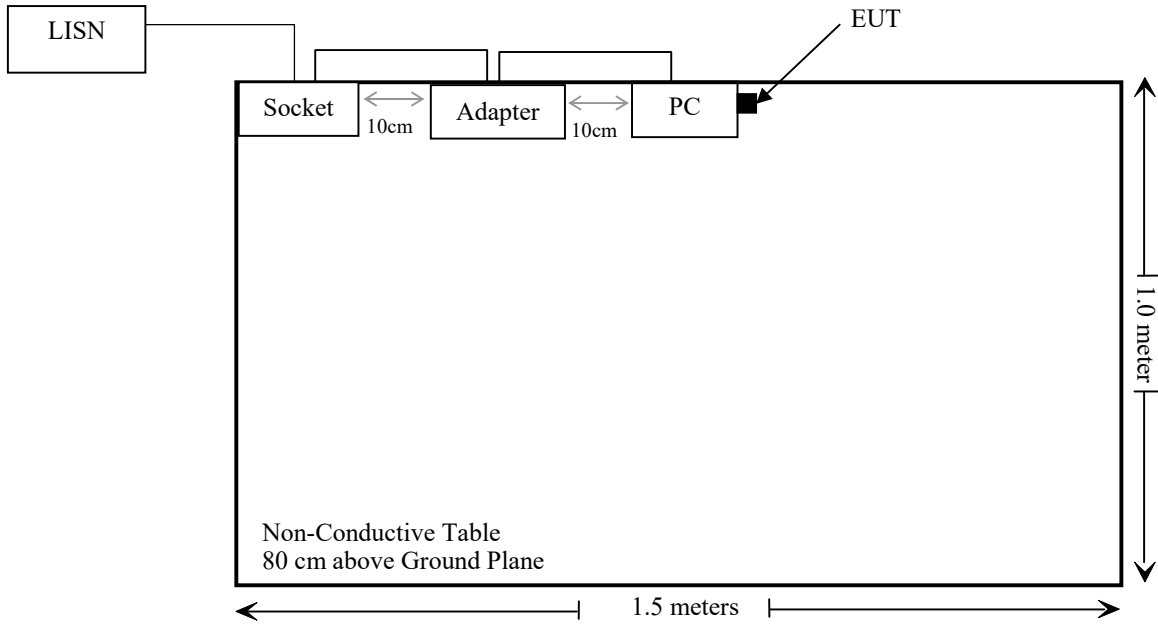 LISN
EUT
Socket
10cm
Adapter
10cm
PC
1.0 meter
Non-Conductive Table
80 cm above Ground Plane
1.5 meters